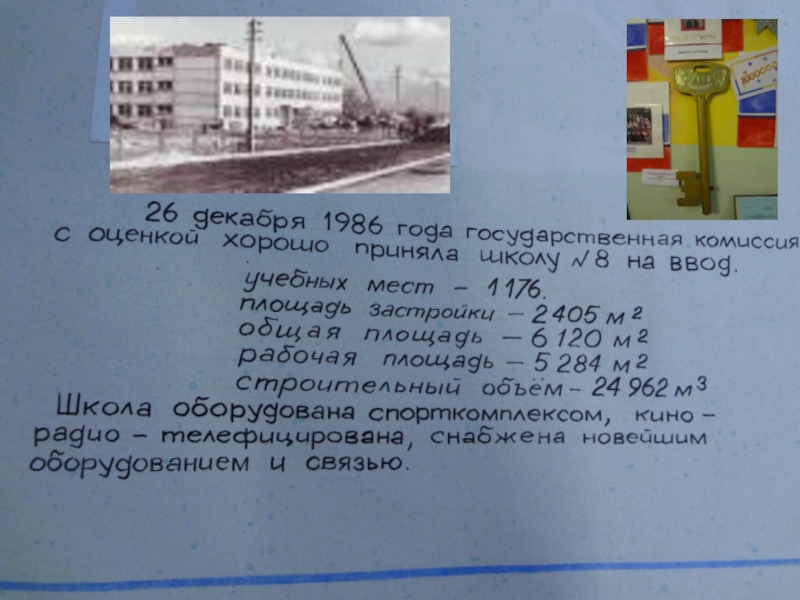 26 декабря 1986 года государственная комиссия
с оценкой хорошо приняла школу №8 на ввод.
учебных мест – 1176.
площадь застройки – 2405 м²
общая площадь – 6120 м²
рабочая площадь – 5284 м²
строительный объём – 24962 м³
Школа оборудована спорткомплексом, кино –
радио – телефицирована, снабжена новейшим
оборудованием и связью.